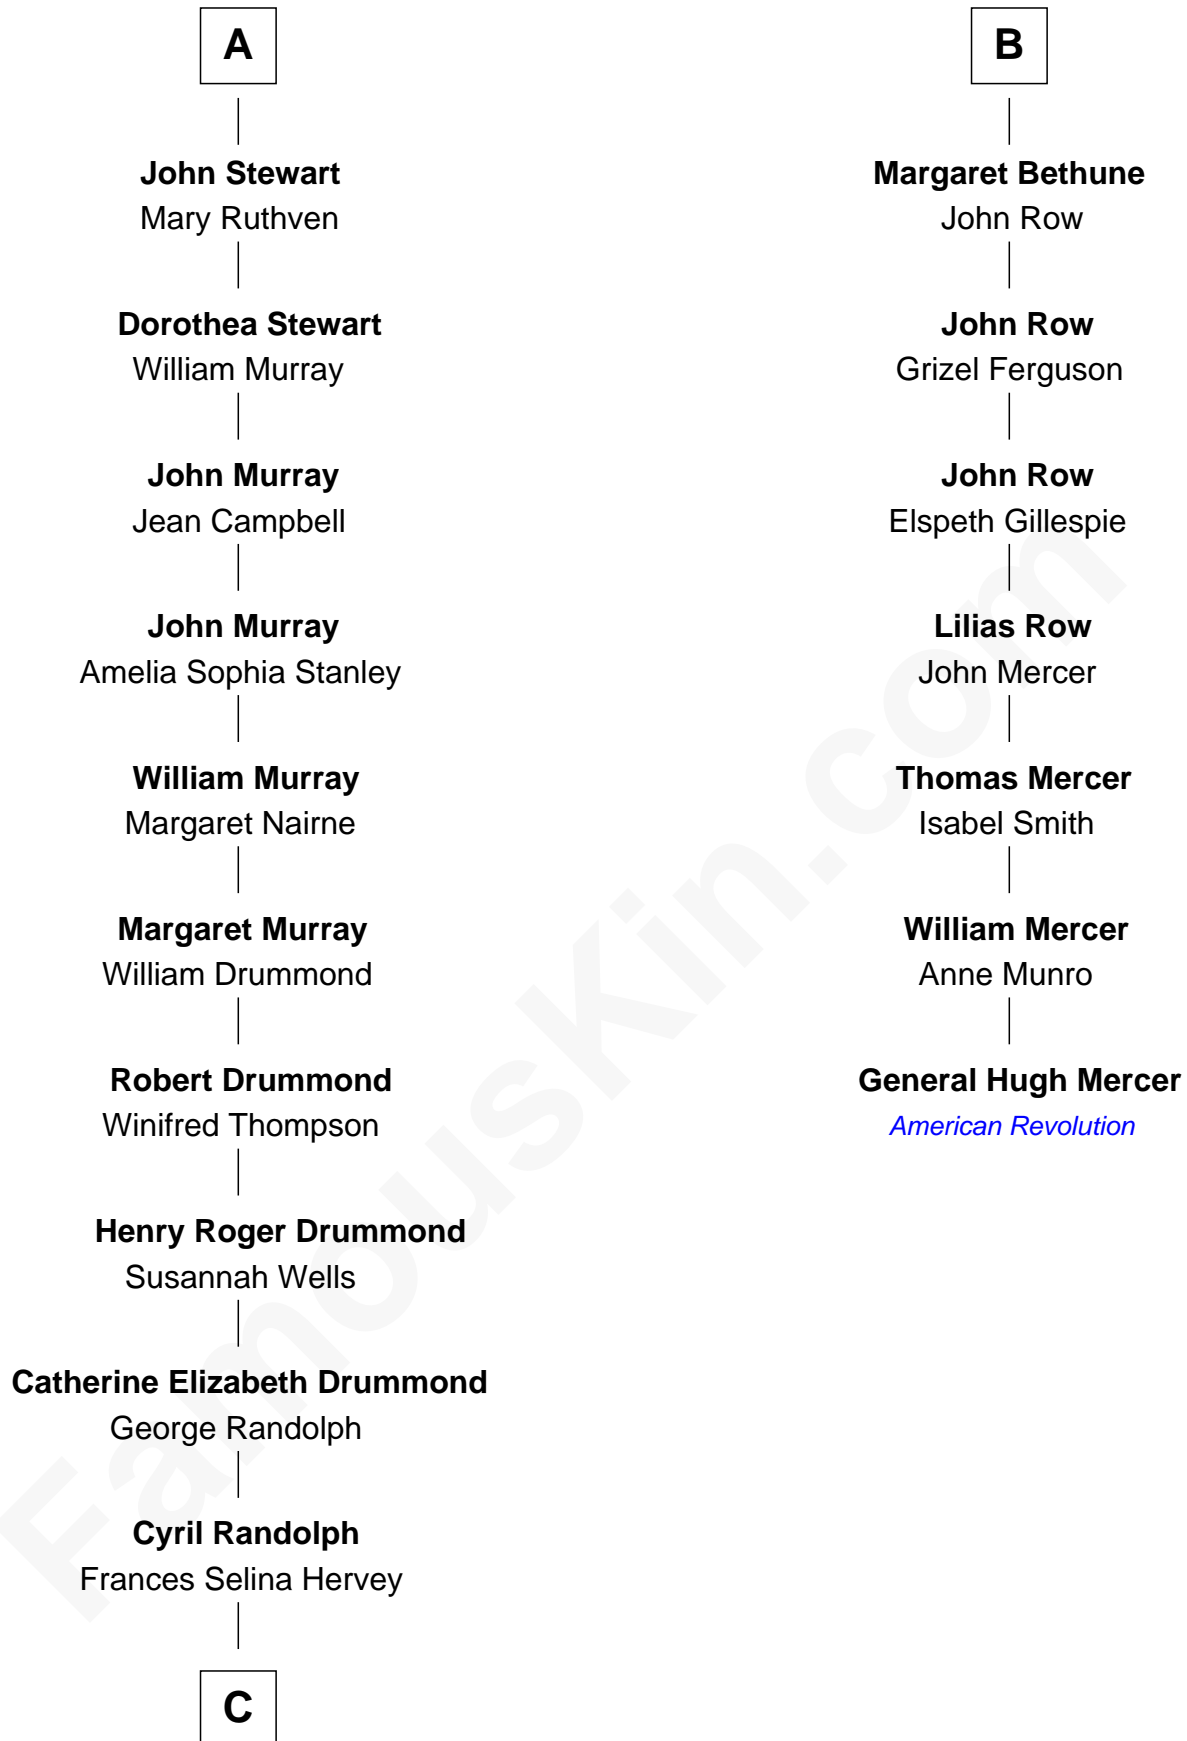 A
John Stewart
Mary Ruthven
Dorothea Stewart
William Murray
John Murray
Jean Campbell
John Murray
Amelia Sophia Stanley
William Murray
Margaret Nairne
Margaret Murray
William Drummond
Robert Drummond
Winifred Thompson
Henry Roger Drummond
Susannah Wells
Catherine Elizabeth Drummond
George Randolph
Cyril Randolph
Frances Selina Hervey
C
B
Margaret Bethune
John Row
John Row
Grizel Ferguson
John Row
Elspeth Gillespie
Lilias Row
John Mercer
Thomas Mercer
Isabel Smith
William Mercer
Anne Munro
General Hugh Mercer
American Revolution
FamousKin.com